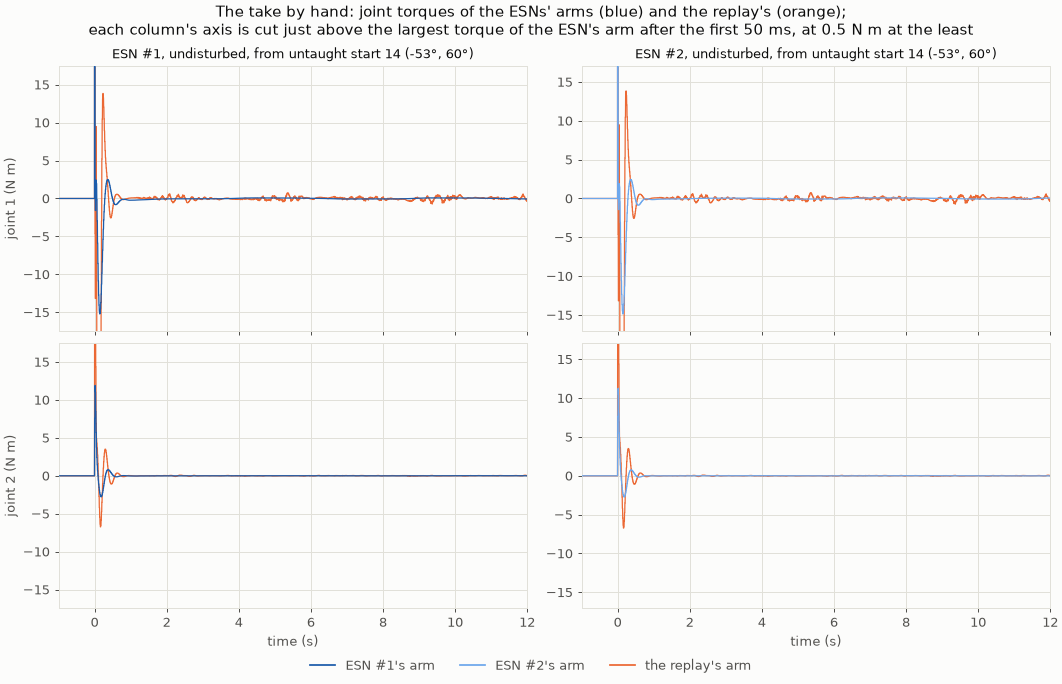 The take by hand: joint torques of the ESNs' arms (blue) and the replay's (orange);
each column's axis is cut just above the largest torque of the ESN's arm after the first 50 ms, at 0.5 N m at the least
ESN #1, undisturbed, from untaught start 14 (-53°, 60°)
ESN #2, undisturbed, from untaught start 14 (-53°, 60°)
joint 1 (N m)
15
10
5
0
−5
−10
−15
15
10
5
0
−5
−10
−15
joint 2 (N m)
15
10
5
0
−5
−10
−15
15
10
5
0
−5
−10
−15
0 2 4 6 8 10 12
0 2 4 6 8 10 12
time (s)
time (s)
ESN #1's arm
ESN #2's arm
the replay's arm